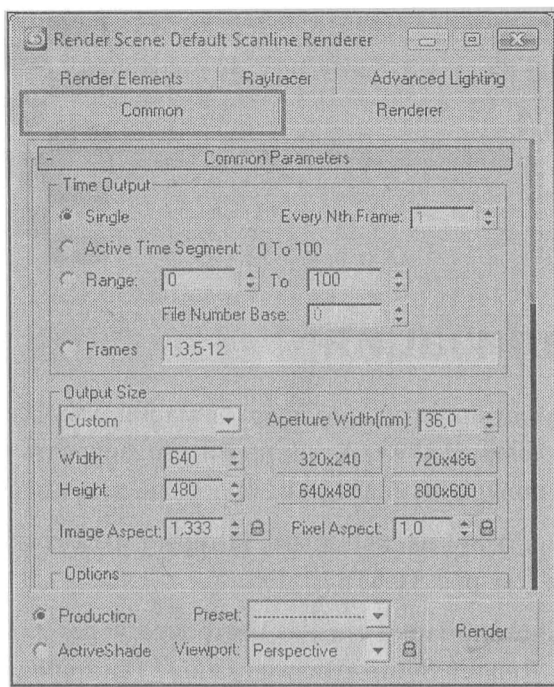 Render Scene: Default Scanline Renderer
Render Elements Raytracer Advanced Lighting
Common Renderer
- Common Parameters
Time Output
Single Every Nth Frame: 1
Active Time Segment: 0 To 100
Range: 0 To 100
File Number Base: 0
Frames 1,3,5-12
Output Size
Custom Aperture Width(mm): 36,0
Width: 640 320x240 720x486
Height: 480 640x480 800x600
Image Aspect: 1,333 Pixel Aspect: 1,0
Options
Production Preset: --------------------
ActiveShade Viewport: Perspective
Render